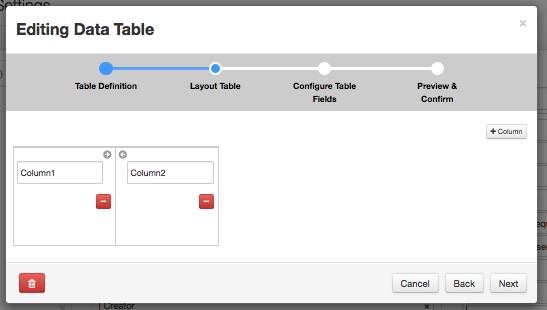 Settings
Editing Data Table
×
Table Definition
Layout Table
Configure Table
Fields
Preview &
Confirm
+ Column
Column1
Column2
Cancel
Back
Next
Creator